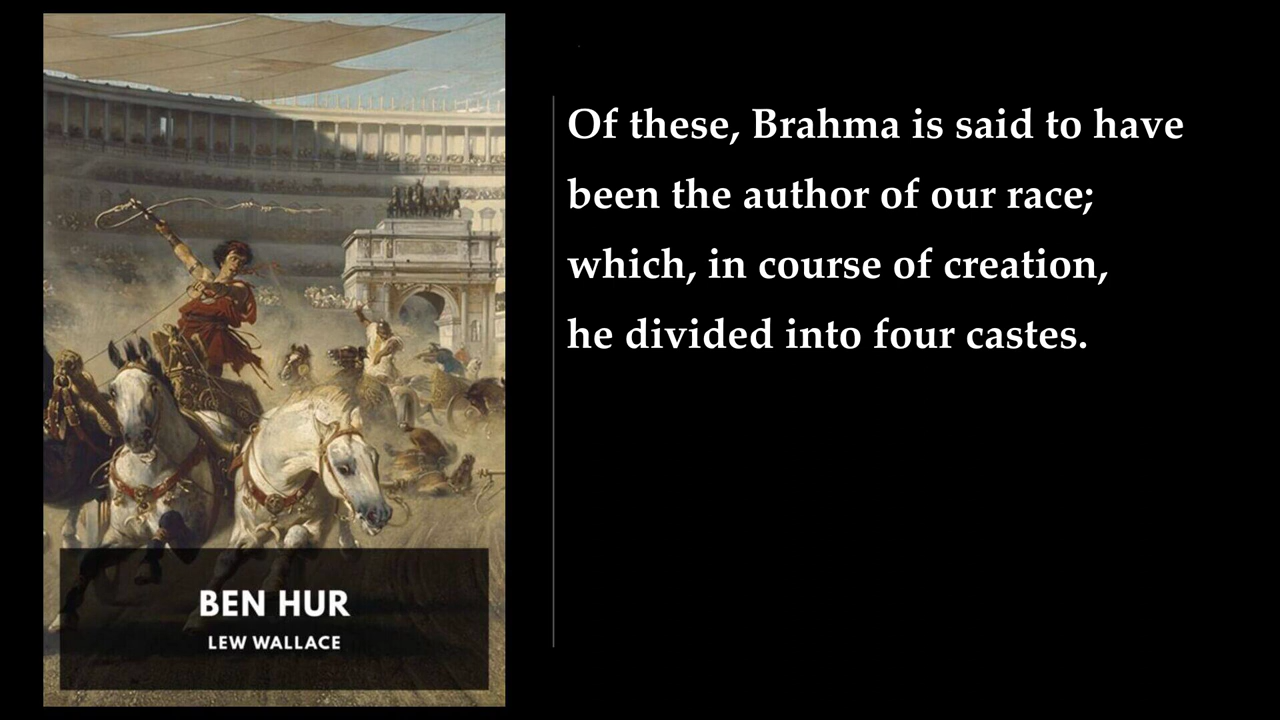 BEN HUR
LEW WALLACE
Of these, Brahma is said to have
been the author of our race;
which, in course of creation,
he divided into four castes.